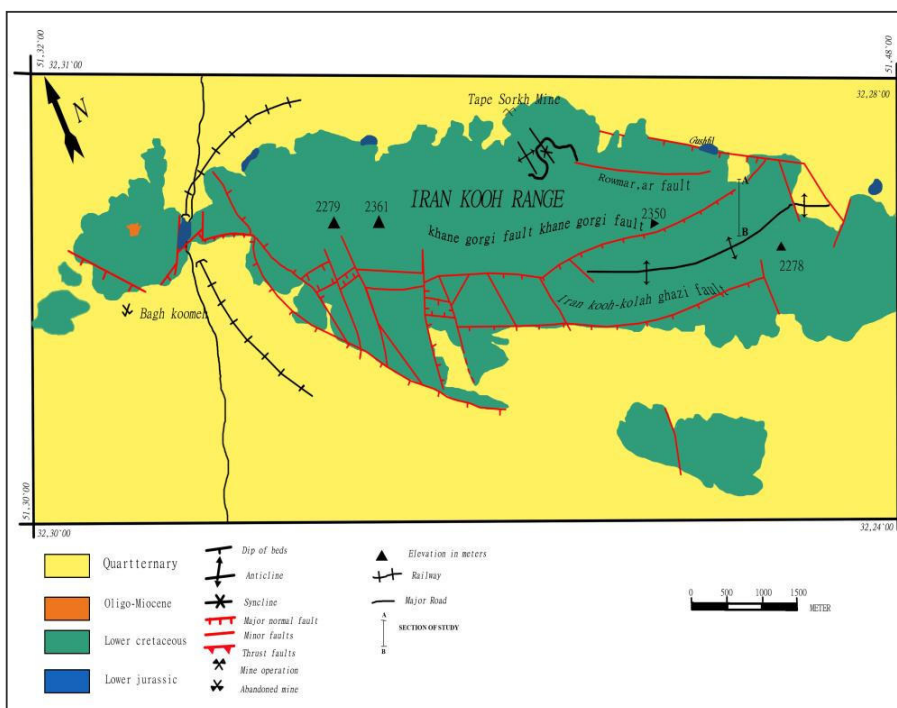 51,32'00
32,31'00
51,48'00
32,28'00
N
Tape Sorkh Mine
Gushfil
Rowmar,ar fault
A
IRAN KOOH RANGE
2279
2361
khane gorgi fault khane gorgi fault
2350
B
2278
Iran kooh-kolah ghazi fault
Bagh koomeh
51,30'00
32,30'00
32,24'00
Quartternary
Oligo-Miocene
Lower cretaceous
Lower jurassic
Dip of beds
Anticline
Syncline
Major normal fault
Minor faults
Thrust faults
Mine operation
Abandoned mine
Elevation in meters
Railway
Major Road
A
SECTION OF STUDY
B
0 500 1000 1500
METER